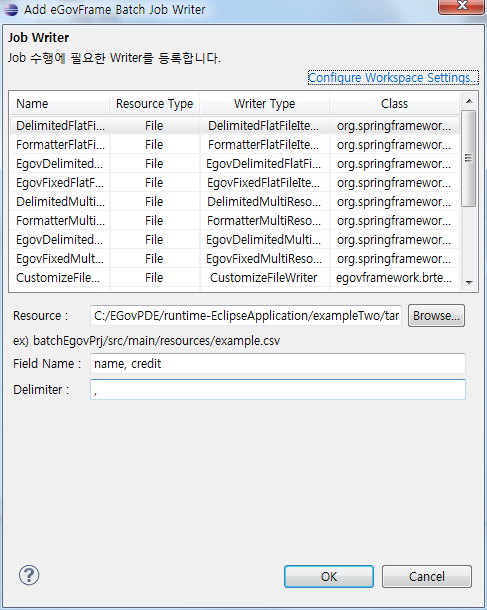 Add eGovFrame Batch Job Writer
Job Writer
Job 수행에 필요한 Writer를 등록합니다.
Configure Workspace Settings...
Name Resource Type Writer Type Class
DelimitedFlatFi... File DelimitedFlatFileIte... org.springframewor...
FormatterFlatFi... File FormatterFlatFileIte... org.springframewor...
EgovDelimited... File EgovDelimitedFlatFi... org.springframewor...
EgovFixedFlatF... File EgovFixedFlatFileIte... org.springframewor...
DelimitedMulti... File DelimitedMultiReso... org.springframewor...
FormatterMulti... File FormatterMultiReso... org.springframewor...
EgovDelimited... File EgovDelimitedMulti... org.springframewor...
EgovFixedMulti... File EgovFixedMultiReso... org.springframewor...
CustomizeFile... File CustomizeFileWriter egovframework.brte...
Resource : C:/EGovPDE/runtime-EclipseApplication/exampleTwo/tar Browse...
ex) batchEgovPrj/src/main/resources/example.csv
Field Name : name, credit
Delimiter : ,
? OK Cancel